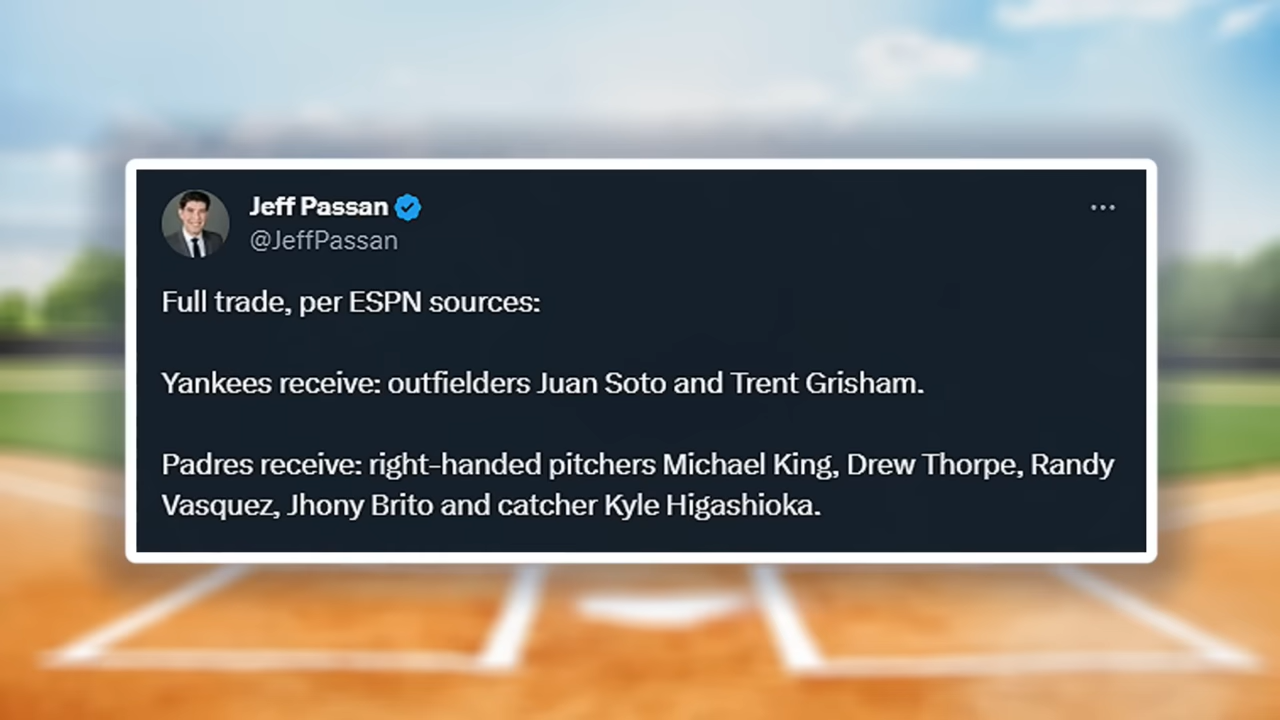 Jeff Passan
@JeffPassan
Full trade, per ESPN sources:
Yankees receive: outfielders Juan Soto and Trent Grisham.
Padres receive: right-handed pitchers Michael King, Drew Thorpe, Randy
Vasquez, Jhony Brito and catcher Kyle Higashioka.